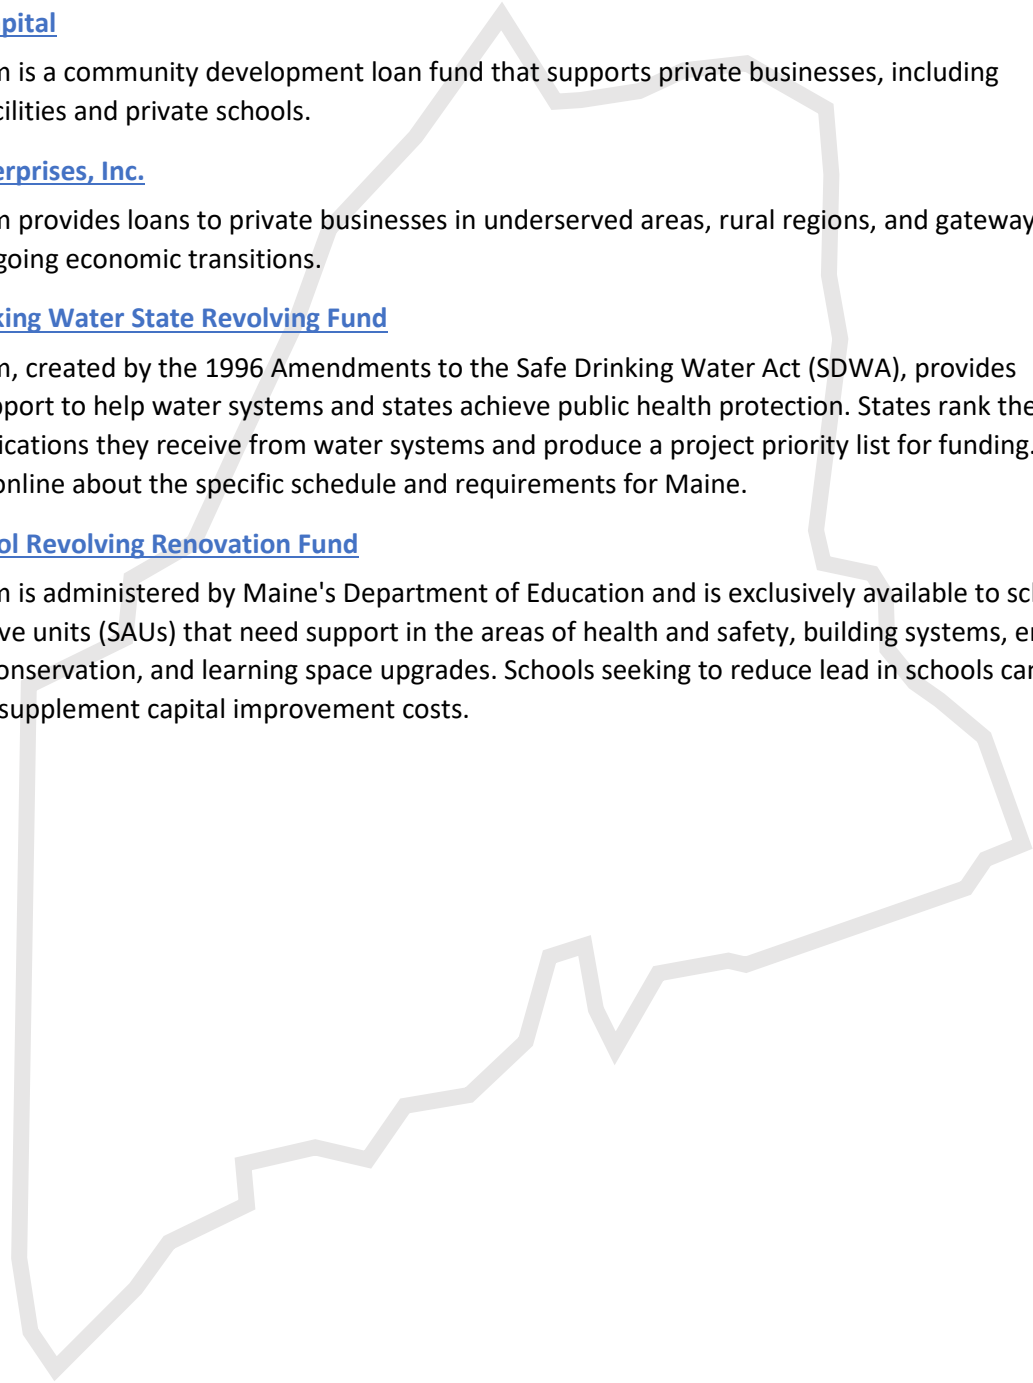 pital
m is a community development loan fund that supports private businesses, including
cilities and private schools.
erprises, Inc.
m provides loans to private businesses in underserved areas, rural regions, and gateway
going economic transitions.
king Water State Revolving Fund
m, created by the 1996 Amendments to the Safe Drinking Water Act (SDWA), provides
pport to help water systems and states achieve public health protection. States rank the
ications they receive from water systems and produce a project priority list for funding.
online about the specific schedule and requirements for Maine.
ol Revolving Renovation Fund
m is administered by Maine's Department of Education and is exclusively available to sc
ve units (SAUs) that need support in the areas of health and safety, building systems, e
onservation, and learning space upgrades. Schools seeking to reduce lead in schools ca
supplement capital improvement costs.